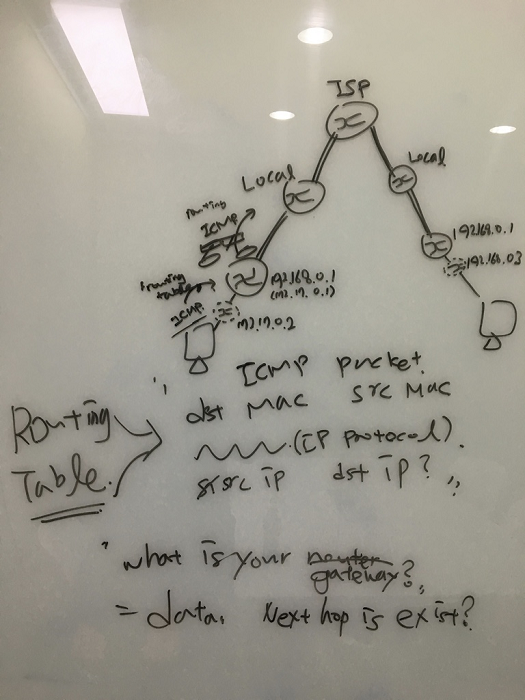 ISP
Local
Local
routing
ICMP
192.168.0.1
routing
table
192.168.0.1
192.168.0.3
(172.17.0.1)
ICMP
172.17.0.2
" ICMP packet.
dst MAC src MAC
Routing
(IP protocol).
Table.
src ip dst ip? "
" what is your router
gateway? "
= data. Next hop is exist?